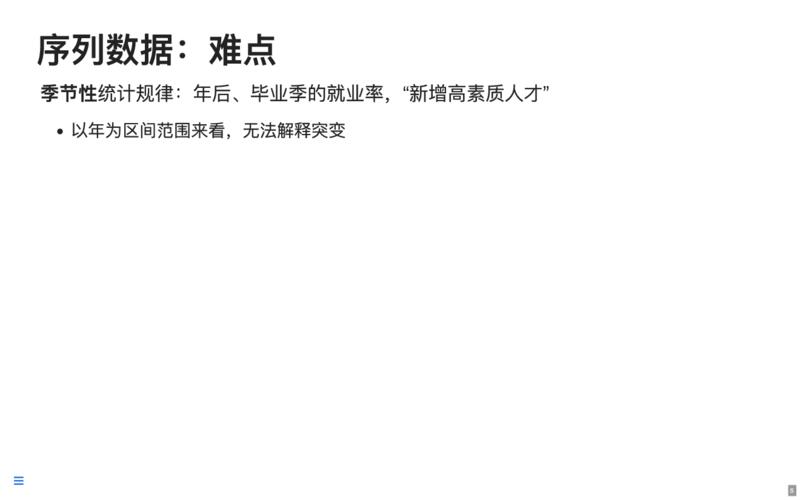 序列数据：难点
季节性统计规律：年后、毕业季的就业率，“新增高素质人才”
• 以年为区间范围来看，无法解释突变